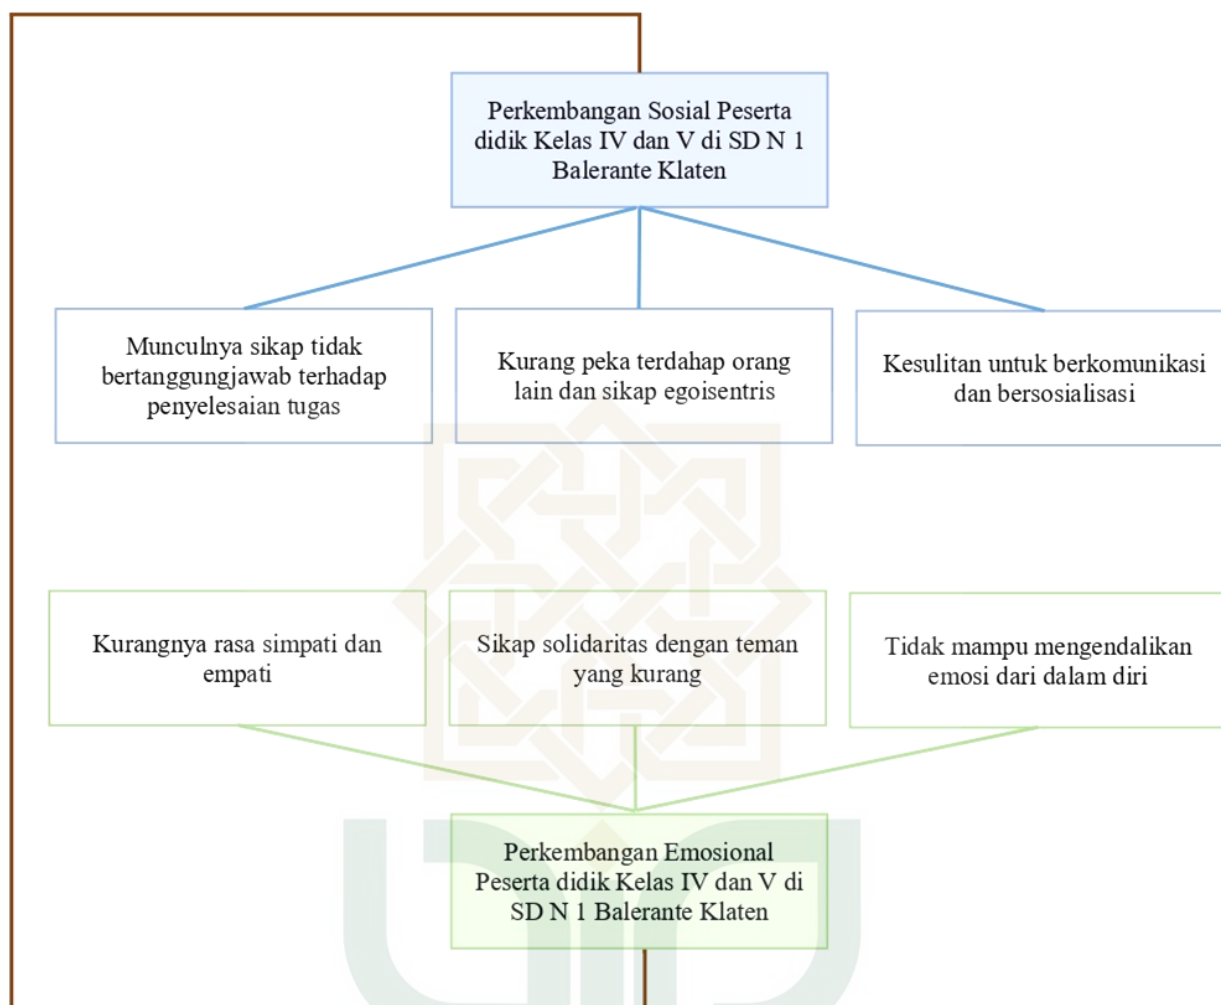 Perkembangan Sosial Peserta
didik Kelas IV dan V di SD N 1
Balerante Klaten
Munculnya sikap tidak
bertanggungjawab terhadap
penyelesaian tugas
Kurang peka terdahap orang
lain dan sikap egoisentris
Kesulitan untuk berkomunikasi
dan bersosialisasi
Kurangnya rasa simpati dan
empati
Sikap solidaritas dengan teman
yang kurang
Tidak mampu mengendalikan
emosi dari dalam diri
Perkembangan Emosional
Peserta didik Kelas IV dan V di
SD N 1 Balerante Klaten